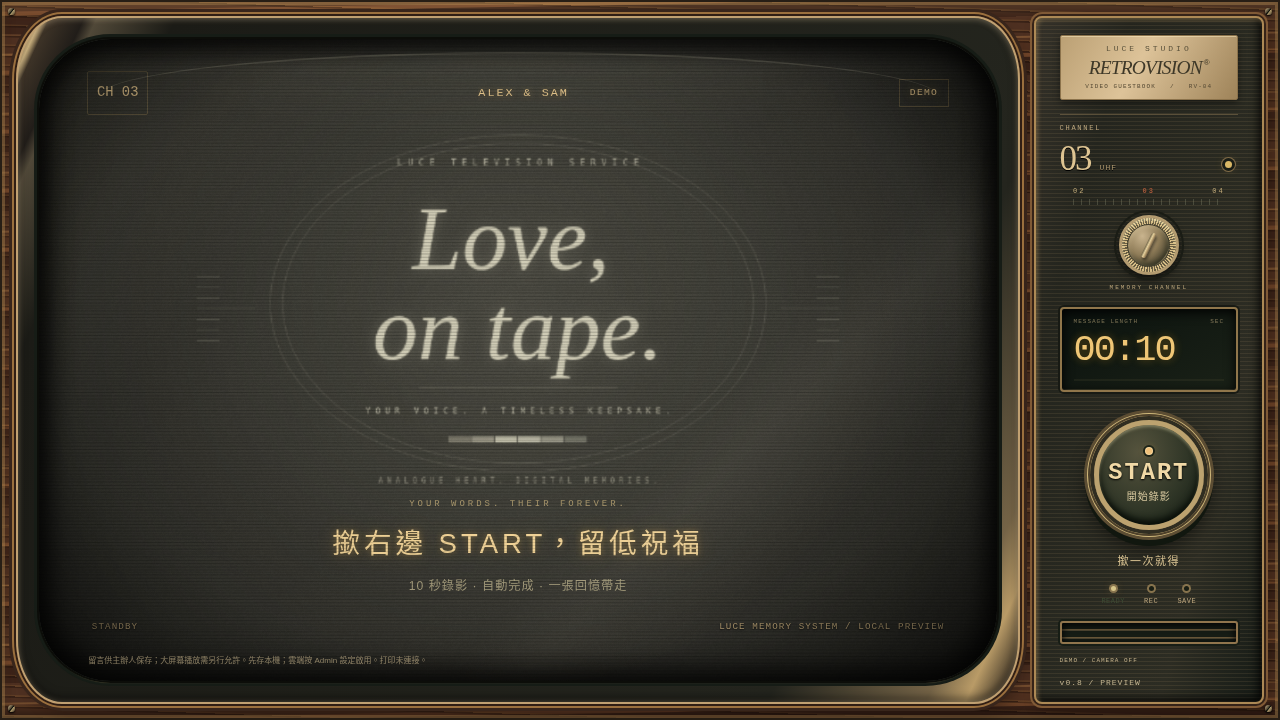 CH 03
ALEX & SAM
DEMO
LUCE TELEVISION SERVICE
Love,
on tape.
YOUR VOICE. A TIMELESS KEEPSAKE.
ANALOGUE HEART. DIGITAL MEMORIES.
YOUR WORDS. THEIR FOREVER.
撳右邊 START，留低祝福
10 秒錄影 · 自動完成 · 一張回憶帶走
STANDBY
LUCE MEMORY SYSTEM / LOCAL PREVIEW
留言供主辦人保存；大屏幕播放需另行允許。先存本機；雲端按 Admin 設定啟用。打印未連接。
LUCE STUDIO
RETROVISION®
VIDEO GUESTBOOK / RV-84
CHANNEL
03 UHF
02 03 04
MEMORY CHANNEL
MESSAGE LENGTH SEC
00:10
START
開始錄影
撳一次就得
READY REC SAVE
DEMO / CAMERA OFF
v0.8 / PREVIEW